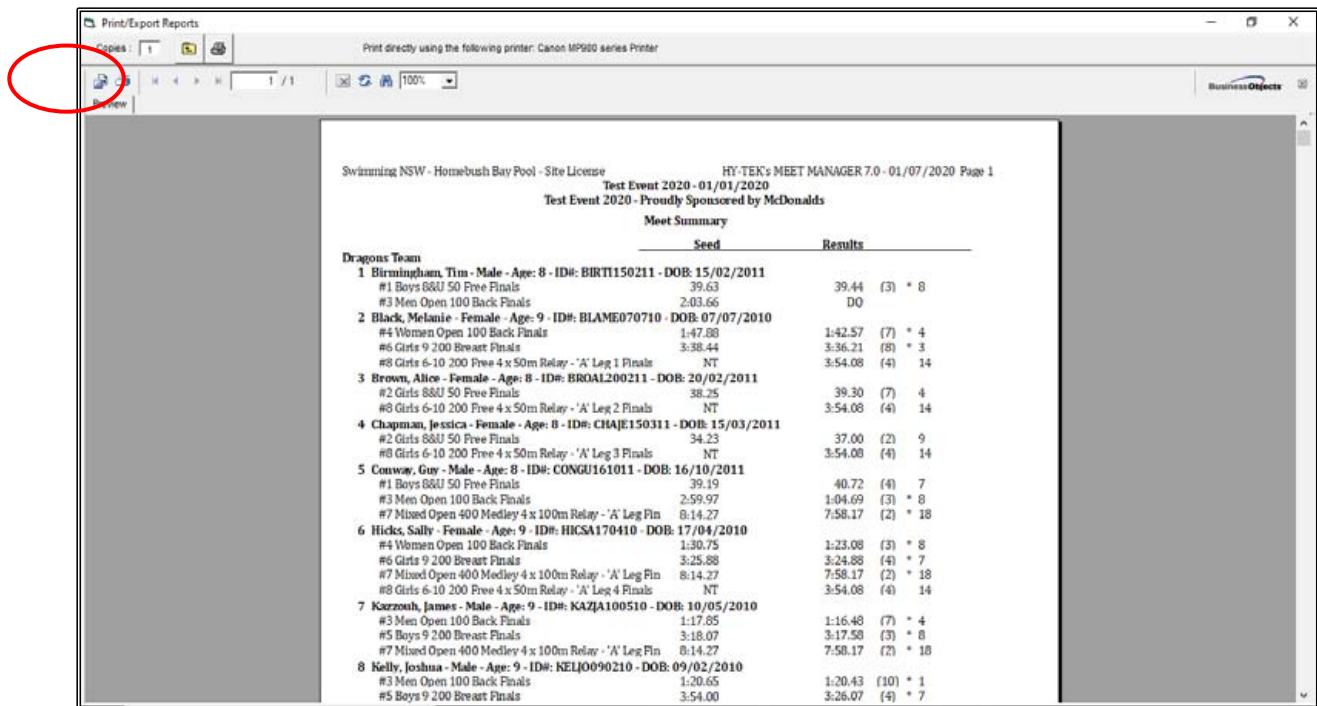 Print/Export Reports
Copies : 1 Print directly using the following printer: Canon MP980 series Printer
1 / 1 100% BusinessObjects
Preview
Swimming NSW - Homebush Bay Pool - Site License HY-TEK's MEET MANAGER 7.0 - 01/07/2020 Page 1
Test Event 2020 - 01/01/2020
Test Event 2020 - Proudly Sponsored by McDonalds
Meet Summary
Seed Results
Dragons Team
1 Birmingham, Tim - Male - Age: 8 - ID#: BIRTI150211 - DOB: 15/02/2011
#1 Boys 8&U 50 Free Finals 39.63 39.44 (3) * 8
#3 Men Open 100 Back Finals 2:03.66 DQ
2 Black, Melanie - Female - Age: 9 - ID#: BLAME070710 - DOB: 07/07/2010
#4 Women Open 100 Back Finals 1:47.88 1:42.57 (7) * 4
#6 Girls 9 200 Breast Finals 3:38.44 3:36.21 (8) * 3
#8 Girls 6-10 200 Free 4 x 50m Relay - 'A' Leg 1 Finals NT 3:54.08 (4) 14
3 Brown, Alice - Female - Age: 8 - ID#: BROAL200211 - DOB: 20/02/2011
#2 Girls 8&U 50 Free Finals 38.25 39.30 (7) 4
#8 Girls 6-10 200 Free 4 x 50m Relay - 'A' Leg 2 Finals NT 3:54.08 (4) 14
4 Chapman, Jessica - Female - Age: 8 - ID#: CHAJE150311 - DOB: 15/03/2011
#2 Girls 8&U 50 Free Finals 34.23 37.00 (2) 9
#8 Girls 6-10 200 Free 4 x 50m Relay - 'A' Leg 3 Finals NT 3:54.08 (4) 14
5 Conway, Guy - Male - Age: 8 - ID#: CONGU161011 - DOB: 16/10/2011
#1 Boys 8&U 50 Free Finals 39.19 40.72 (4) 7
#3 Men Open 100 Back Finals 2:59.97 1:04.69 (3) * 8
#7 Mixed Open 400 Medley 4 x 100m Relay - 'A' Leg Fin 8:14.27 7:58.17 (2) * 18
6 Hicks, Sally - Female - Age: 9 - ID#: HICSA170410 - DOB: 17/04/2010
#4 Women Open 100 Back Finals 1:30.75 1:23.08 (3) * 8
#6 Girls 9 200 Breast Finals 3:25.88 3:24.88 (4) * 7
#7 Mixed Open 400 Medley 4 x 100m Relay - 'A' Leg Fin 8:14.27 7:58.17 (2) * 18
#8 Girls 6-10 200 Free 4 x 50m Relay - 'A' Leg 4 Finals NT 3:54.08 (4) 14
7 Kazzouh, James - Male - Age: 9 - ID#: KAZJA100510 - DOB: 10/05/2010
#3 Men Open 100 Back Finals 1:17.85 1:16.48 (7) * 4
#5 Boys 9 200 Breast Finals 3:18.07 3:17.58 (3) * 8
#7 Mixed Open 400 Medley 4 x 100m Relay - 'A' Leg Fin 8:14.27 7:58.17 (2) * 18
8 Kelly, Joshua - Male - Age: 9 - ID#: KELJO090210 - DOB: 09/02/2010
#3 Men Open 100 Back Finals 1:20.65 1:20.43 (10) * 1
#5 Boys 9 200 Breast Finals 3:54.00 3:26.07 (4) * 7